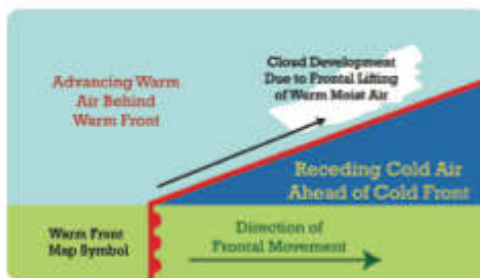 Cloud Development
Due to Frontal Lifting
of Warm Moist Air
Advancing Warm
Air Behind
Warm Front
Receding Cold Air
Ahead of Cold Front
Warm Front
Map Symbol
Direction of
Frontal Movement